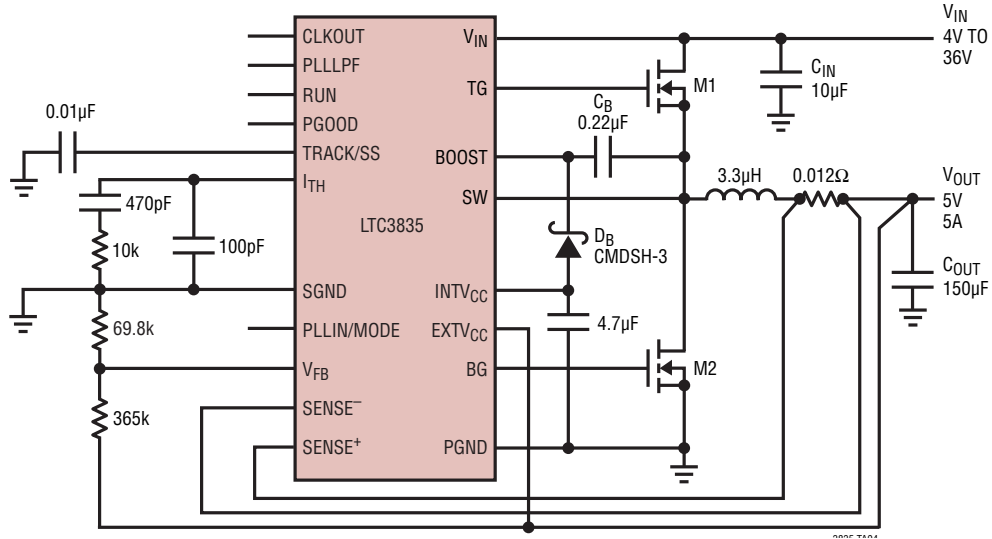 CLKOUT
PLLLPF
RUN
PGOOD
TRACK/SS
ITH
SGND
PLLIN/MODE
VFB
SENSE–
SENSE+
LTC3835
VIN
TG
BOOST
SW
INTVCC
EXTVCC
BG
PGND
0.01µF
470pF
10k
100pF
69.8k
365k
CB
0.22µF
DB
CMDSH-3
4.7µF
M1
M2
CIN
10µF
VIN
4V TO
36V
3.3µH
0.012Ω
VOUT
5V
5A
COUT
150µF